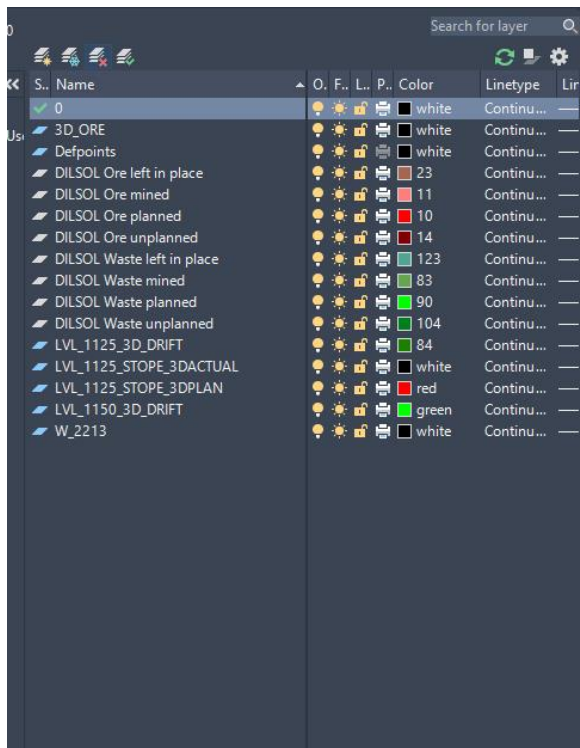 0
Search for layer
S.. Name O. F.. L.. P.. Color Linetype Lin
0 white Continu...
Use
3D_ORE white Continu...
Defpoints white Continu...
DILSOL Ore left in place 23 Continu...
DILSOL Ore mined 11 Continu...
DILSOL Ore planned 10 Continu...
DILSOL Ore unplanned 14 Continu...
DILSOL Waste left in place 123 Continu...
DILSOL Waste mined 83 Continu...
DILSOL Waste planned 90 Continu...
DILSOL Waste unplanned 104 Continu...
LVL_1125_3D_DRIFT 84 Continu...
LVL_1125_STOPE_3DACTUAL white Continu...
LVL_1125_STOPE_3DPLAN red Continu...
LVL_1150_3D_DRIFT green Continu...
W_2213 white Continu...